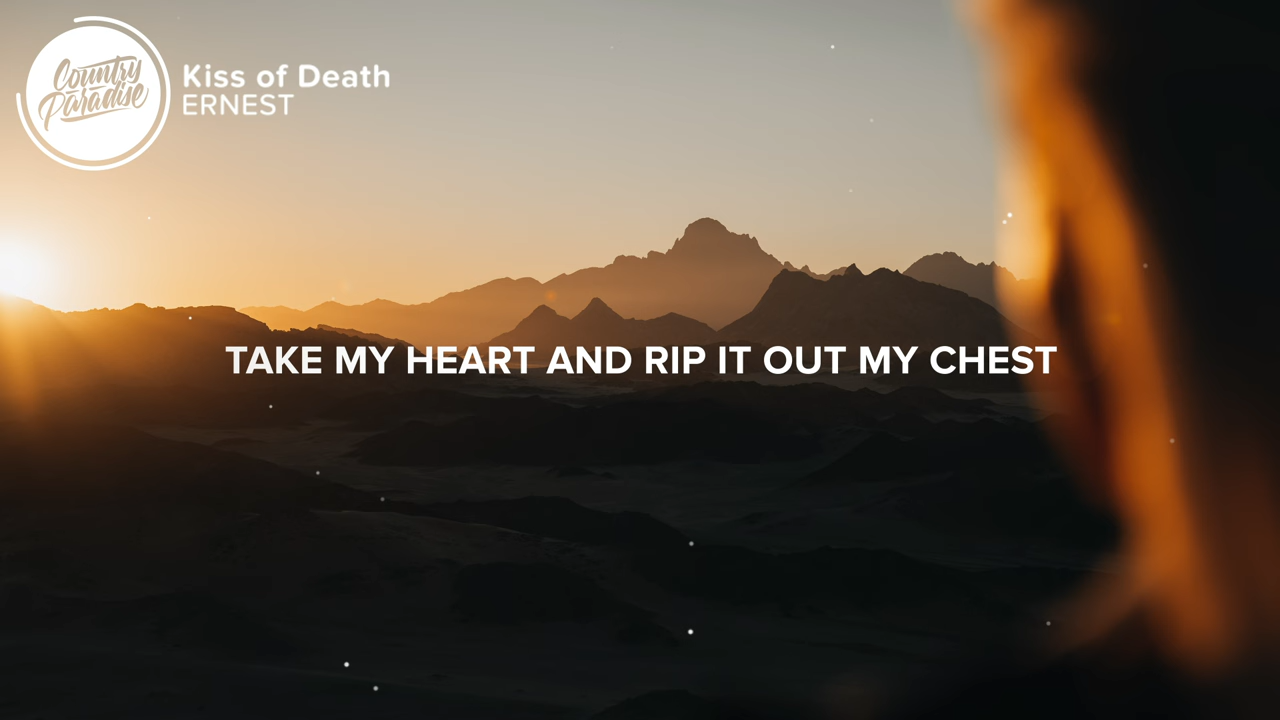 Country
Paradise
Kiss of Death
ERNEST
TAKE MY HEART AND RIP IT OUT MY CHEST